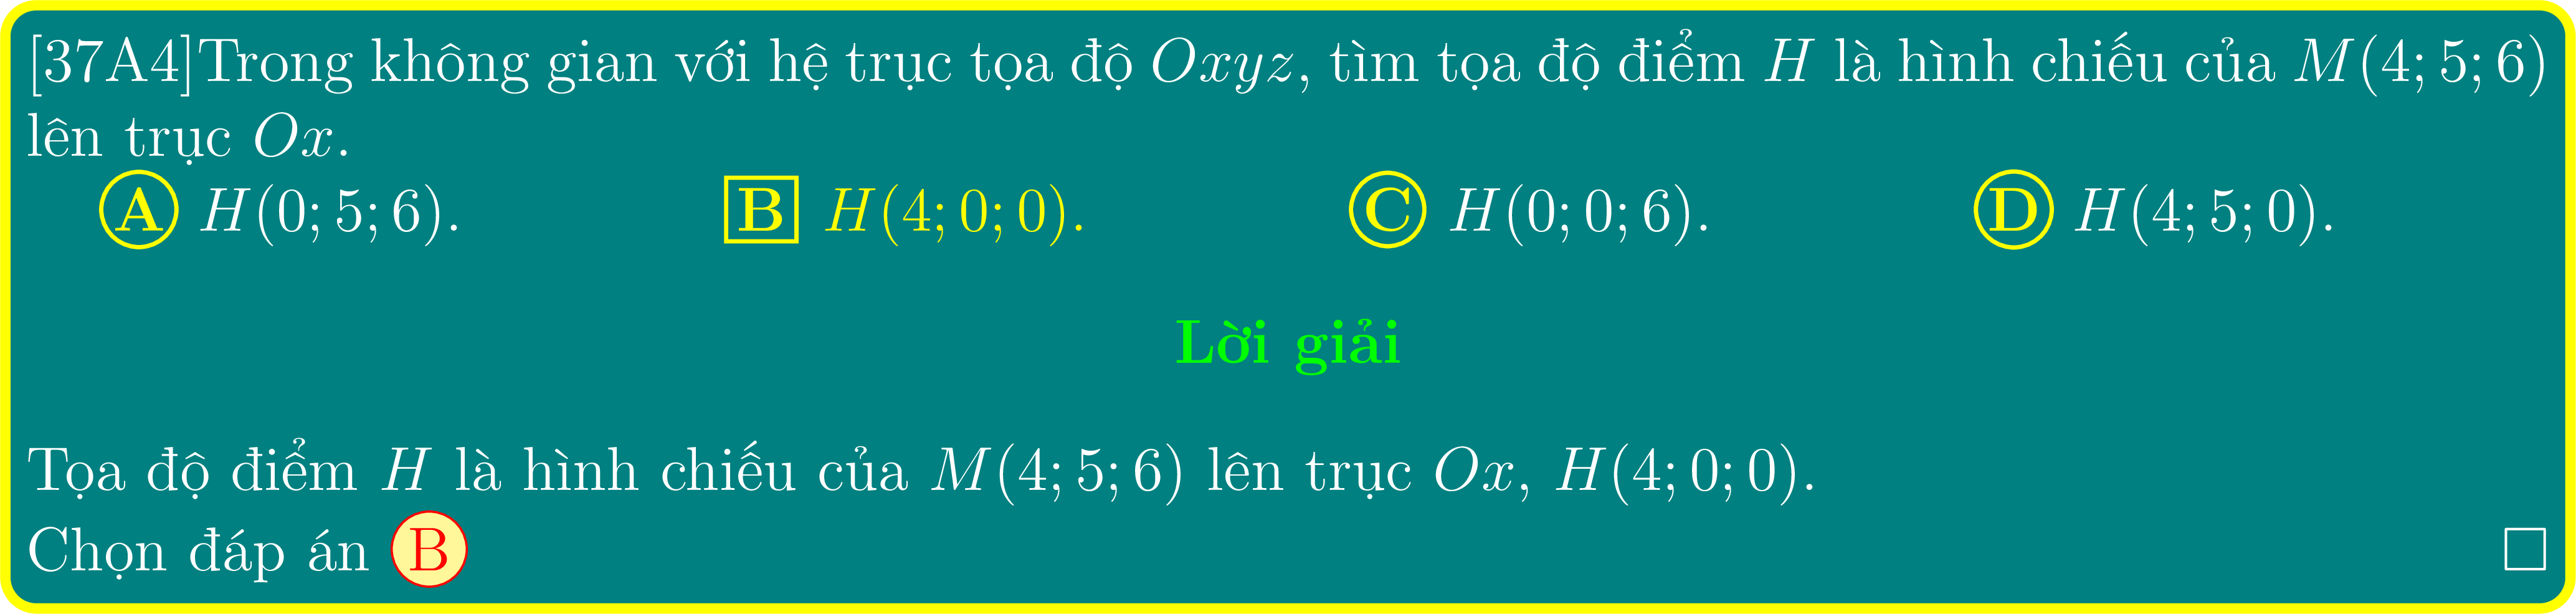 [37A4]Trong không gian với hệ trục tọa độ Oxyz, tìm tọa độ điểm H là hình chiếu của M(4; 5; 6)
lên trục Ox.
A H(0; 5; 6). B H(4; 0; 0). C H(0; 0; 6). D H(4; 5; 0).
Lời giải
Tọa độ điểm H là hình chiếu của M(4; 5; 6) lên trục Ox, H(4; 0; 0).
Chọn đáp án B □